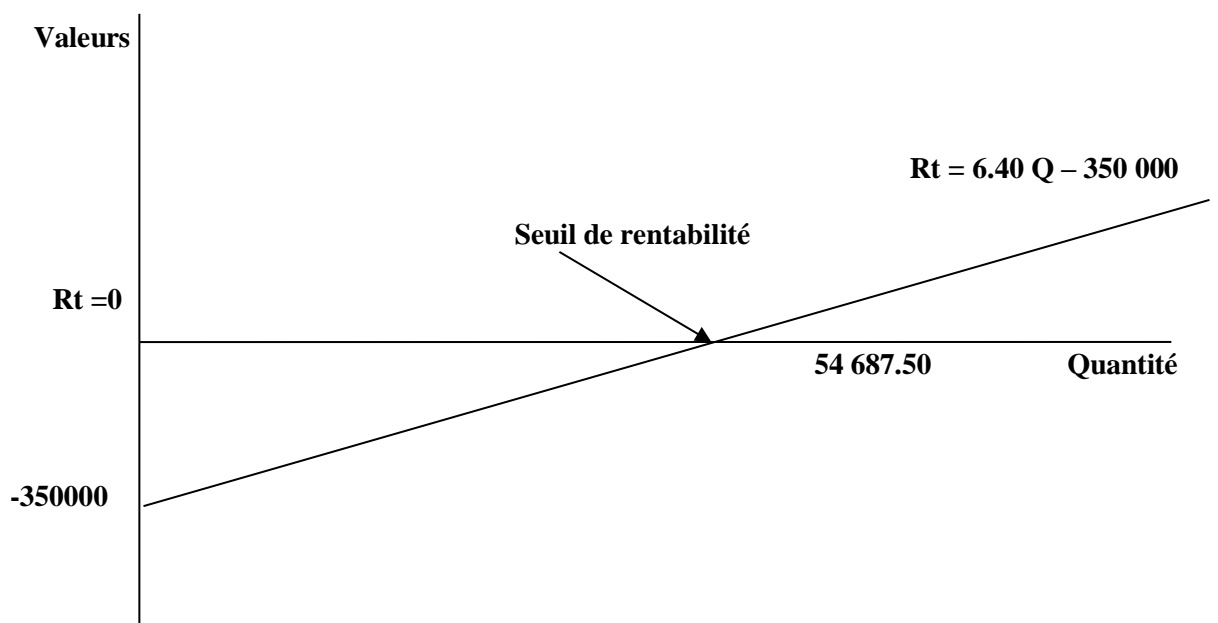 Valeurs
Rt = 6.40 Q – 350 000
Seuil de rentabilité
Rt =0
54 687.50
Quantité
-350000